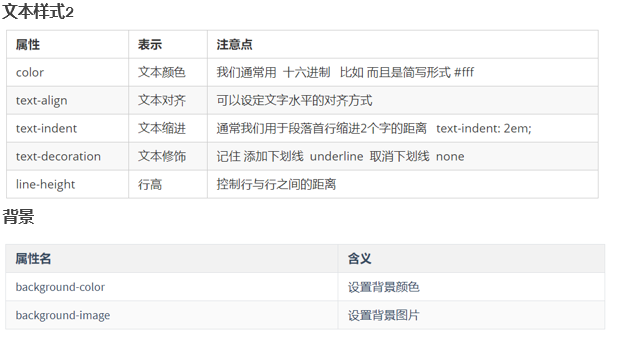 文本样式2
属性 表示 注意点
color 文本颜色 我们通常用 十六进制 比如 而且是简写形式 #fff
text-align 文本对齐 可以设定文字水平的对齐方式
text-indent 文本缩进 通常我们用于段落首行缩进2个字的距离 text-indent: 2em;
text-decoration 文本修饰 记住 添加下划线 underline 取消下划线 none
line-height 行高 控制行与行之间的距离
背景
属性名 含义
background-color 设置背景颜色
background-image 设置背景图片